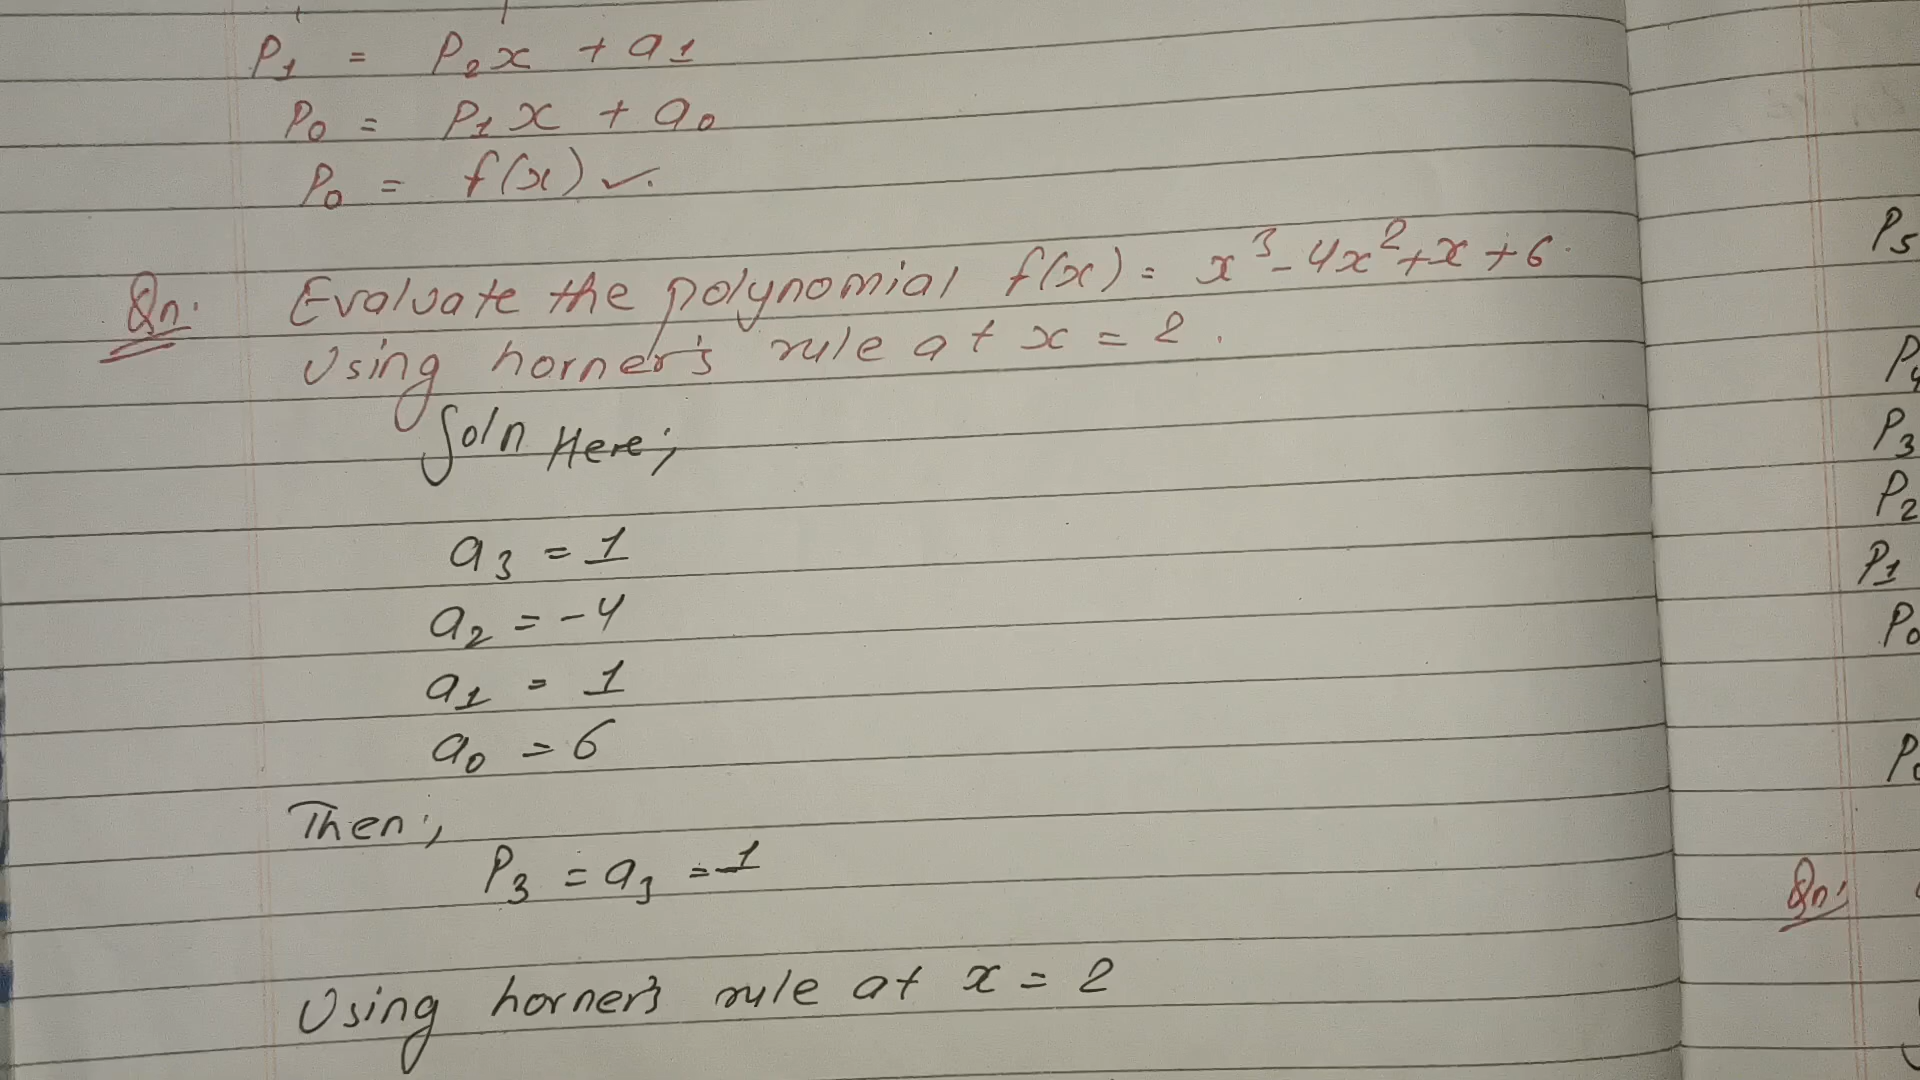 P₁ = P₂x + a₁
P₀ = P₁x + a₀
P₀ = f(x) ✓.
Qn. Evaluate the polynomial f(x) = x³ - 4x² + x + 6.
Using horner's rule at x = 2.
Soln Here;
a₃ = 1
a₂ = -4
a₁ = 1
a₀ = 6
Then;
P₃ = a₃ = 1
Using horner's rule at x = 2
P₅
P₄
P₃
P₂
P₁
P₀
P₀
Qn: